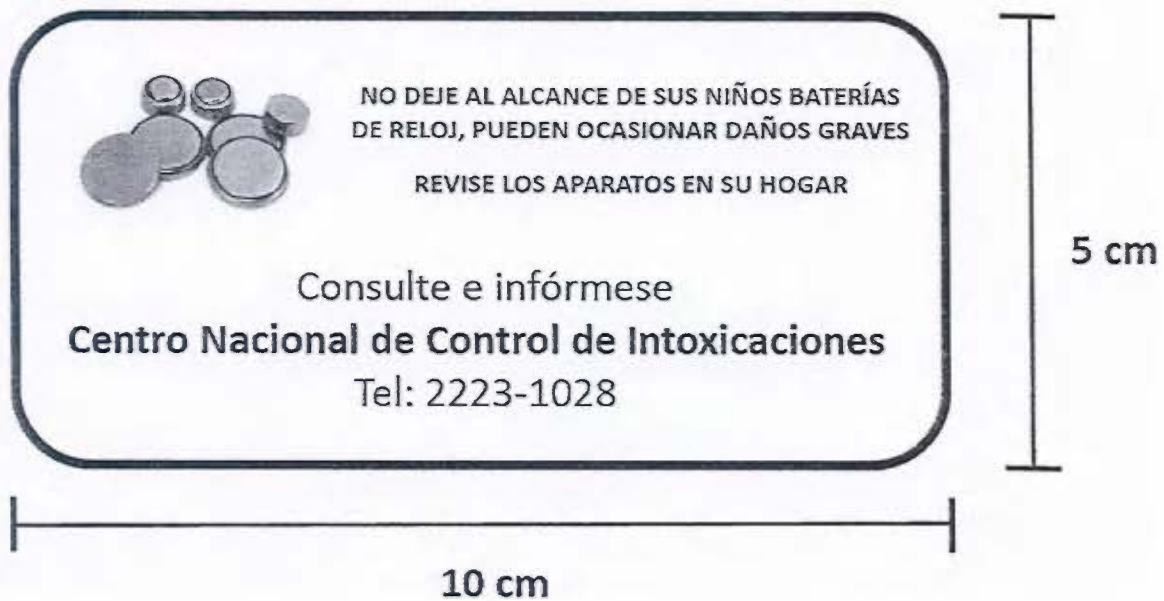 NO DEJE AL ALCANCE DE SUS NIÑOS BATERÍAS
DE RELOJ, PUEDEN OCASIONAR DAÑOS GRAVES
REVISE LOS APARATOS EN SU HOGAR
Consulte e infórmese
Centro Nacional de Control de Intoxicaciones
Tel: 2223-1028
5 cm
10 cm